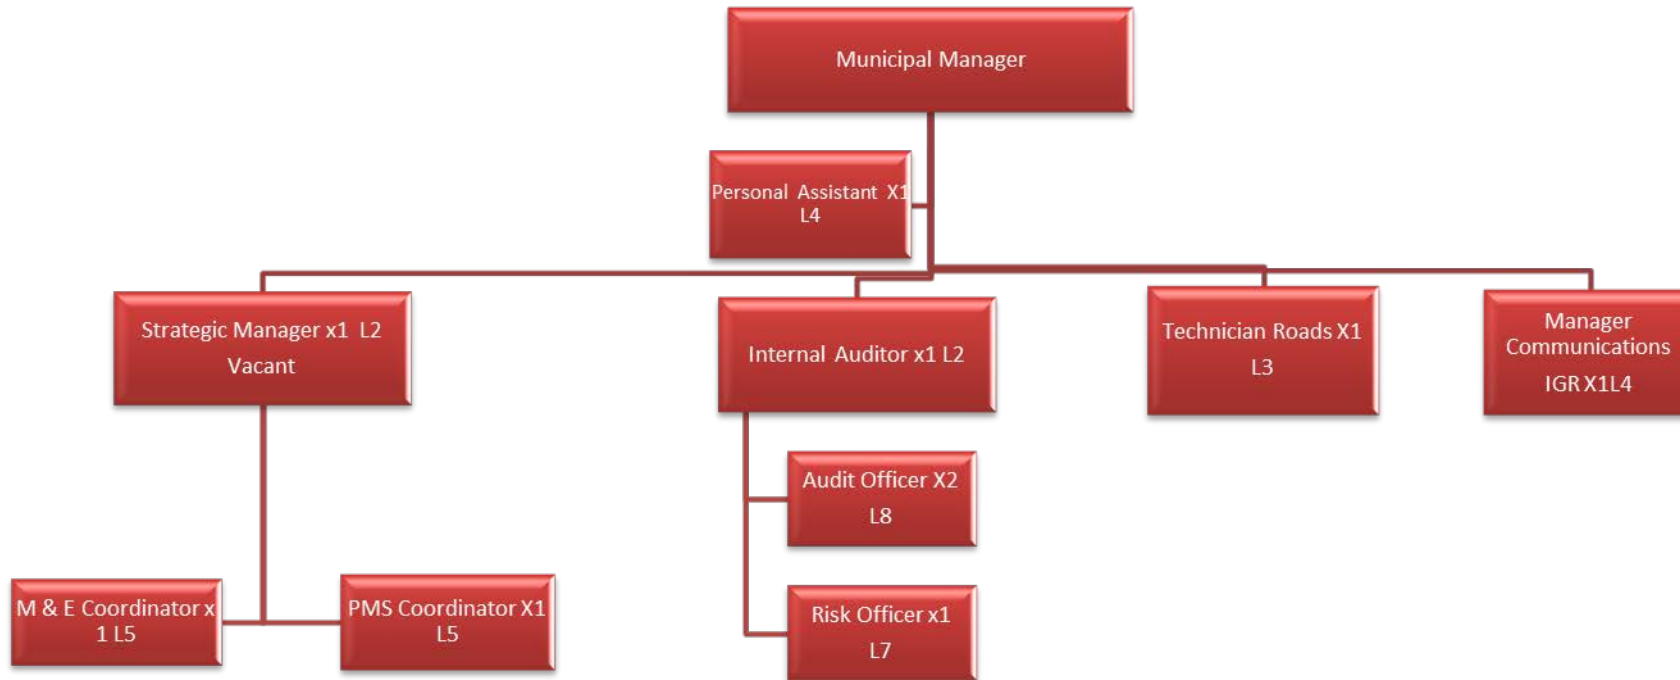 Municipal Manager
Personal Assistant X1
L4
Strategic Manager x1 L2
Vacant
Internal Auditor x1 L2
Technician Roads X1
L3
Manager
Communications
IGR X1L4
Audit Officer X2
L8
Risk Officer x1
L7
M & E Coordinator x
1 L5
PMS Coordinator X1
L5